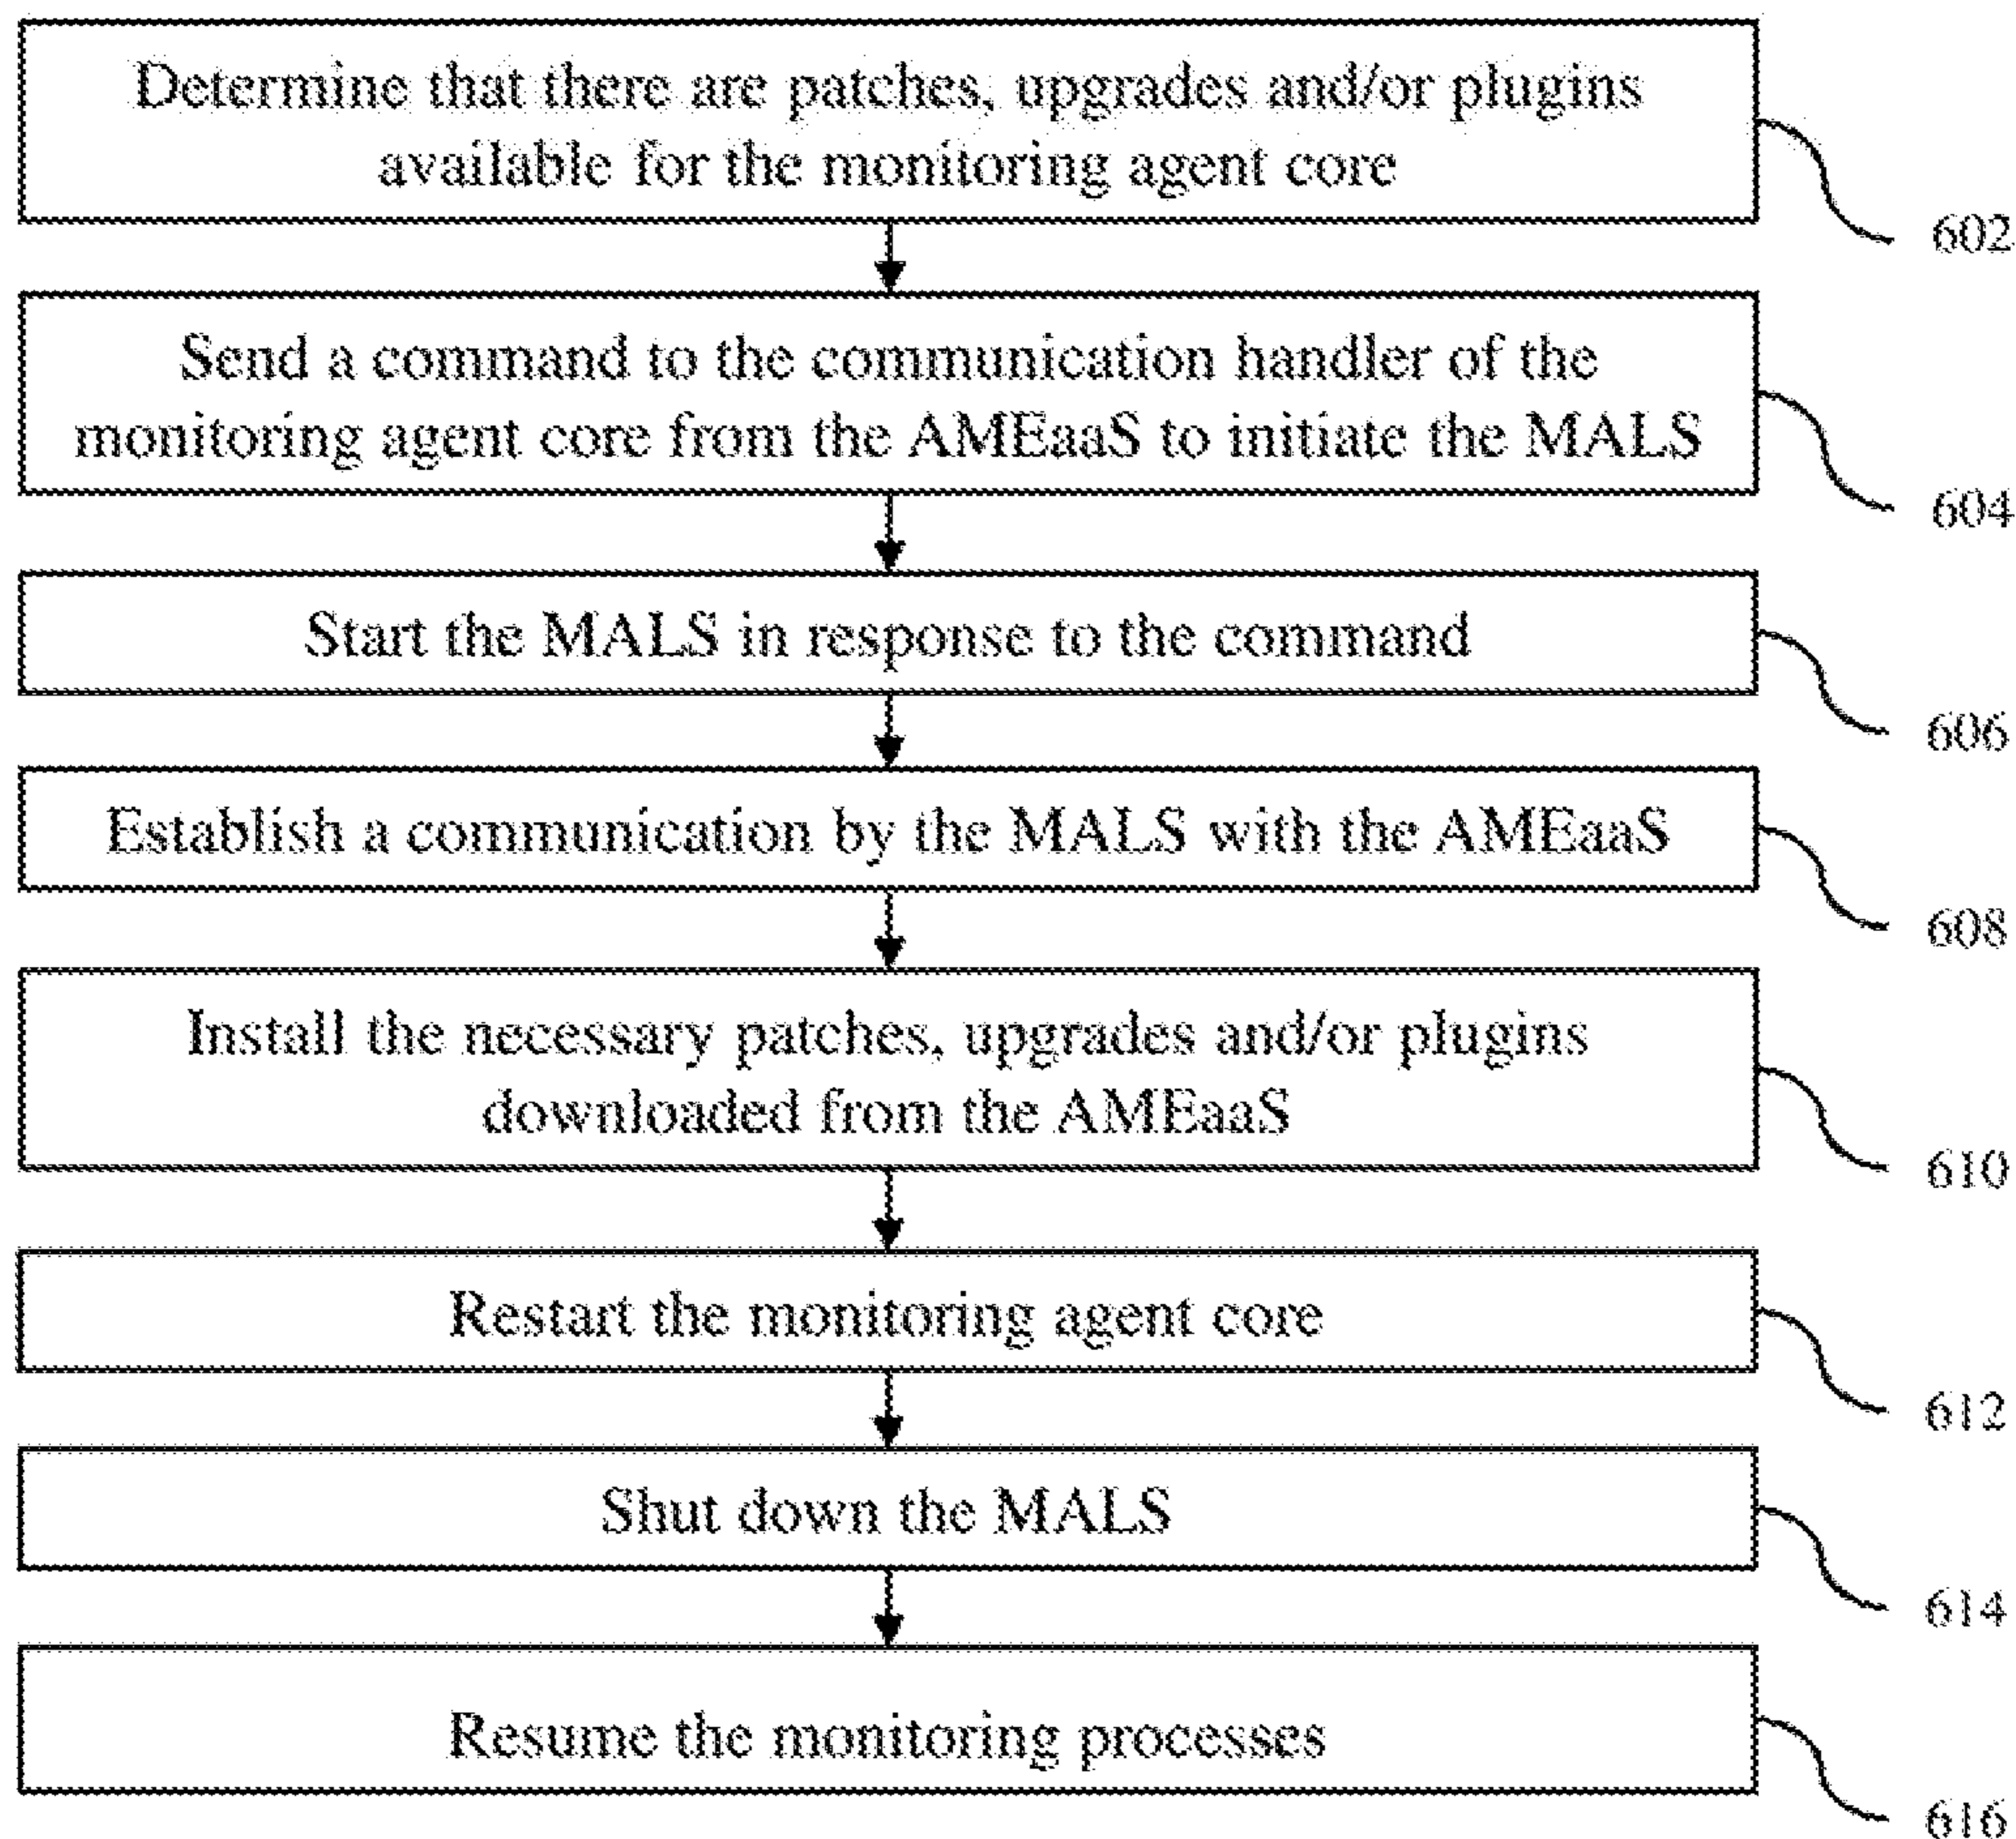 Determine that there are patches, upgrades and/or plugins
available for the monitoring agent core
602
Send a command to the communication handler of the
monitoring agent core from the AMEaaS to initiate the MALS
604
Start the MALS in response to the command
606
Establish a communication by the MALS with the AMEaaS
608
Install the necessary patches, upgrades and/or plugins
downloaded from the AMEaaS
610
Restart the monitoring agent core
612
Shut down the MALS
614
Resume the monitoring processes
616